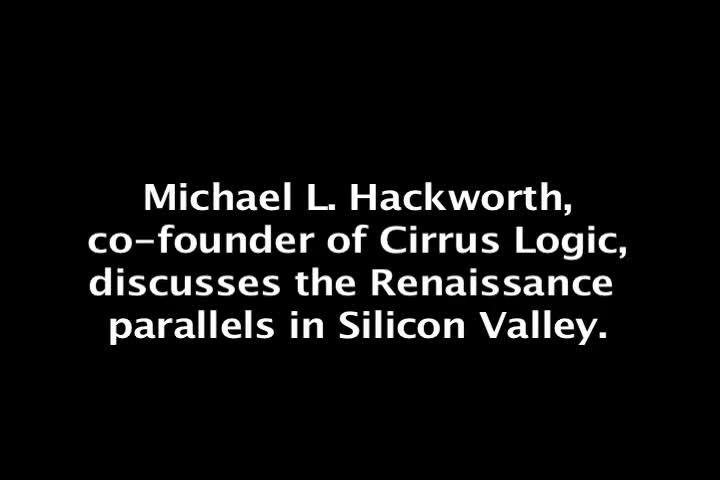 Michael L. Hackworth,
co-founder of Cirrus Logic,
discusses the Renaissance
parallels in Silicon Valley.